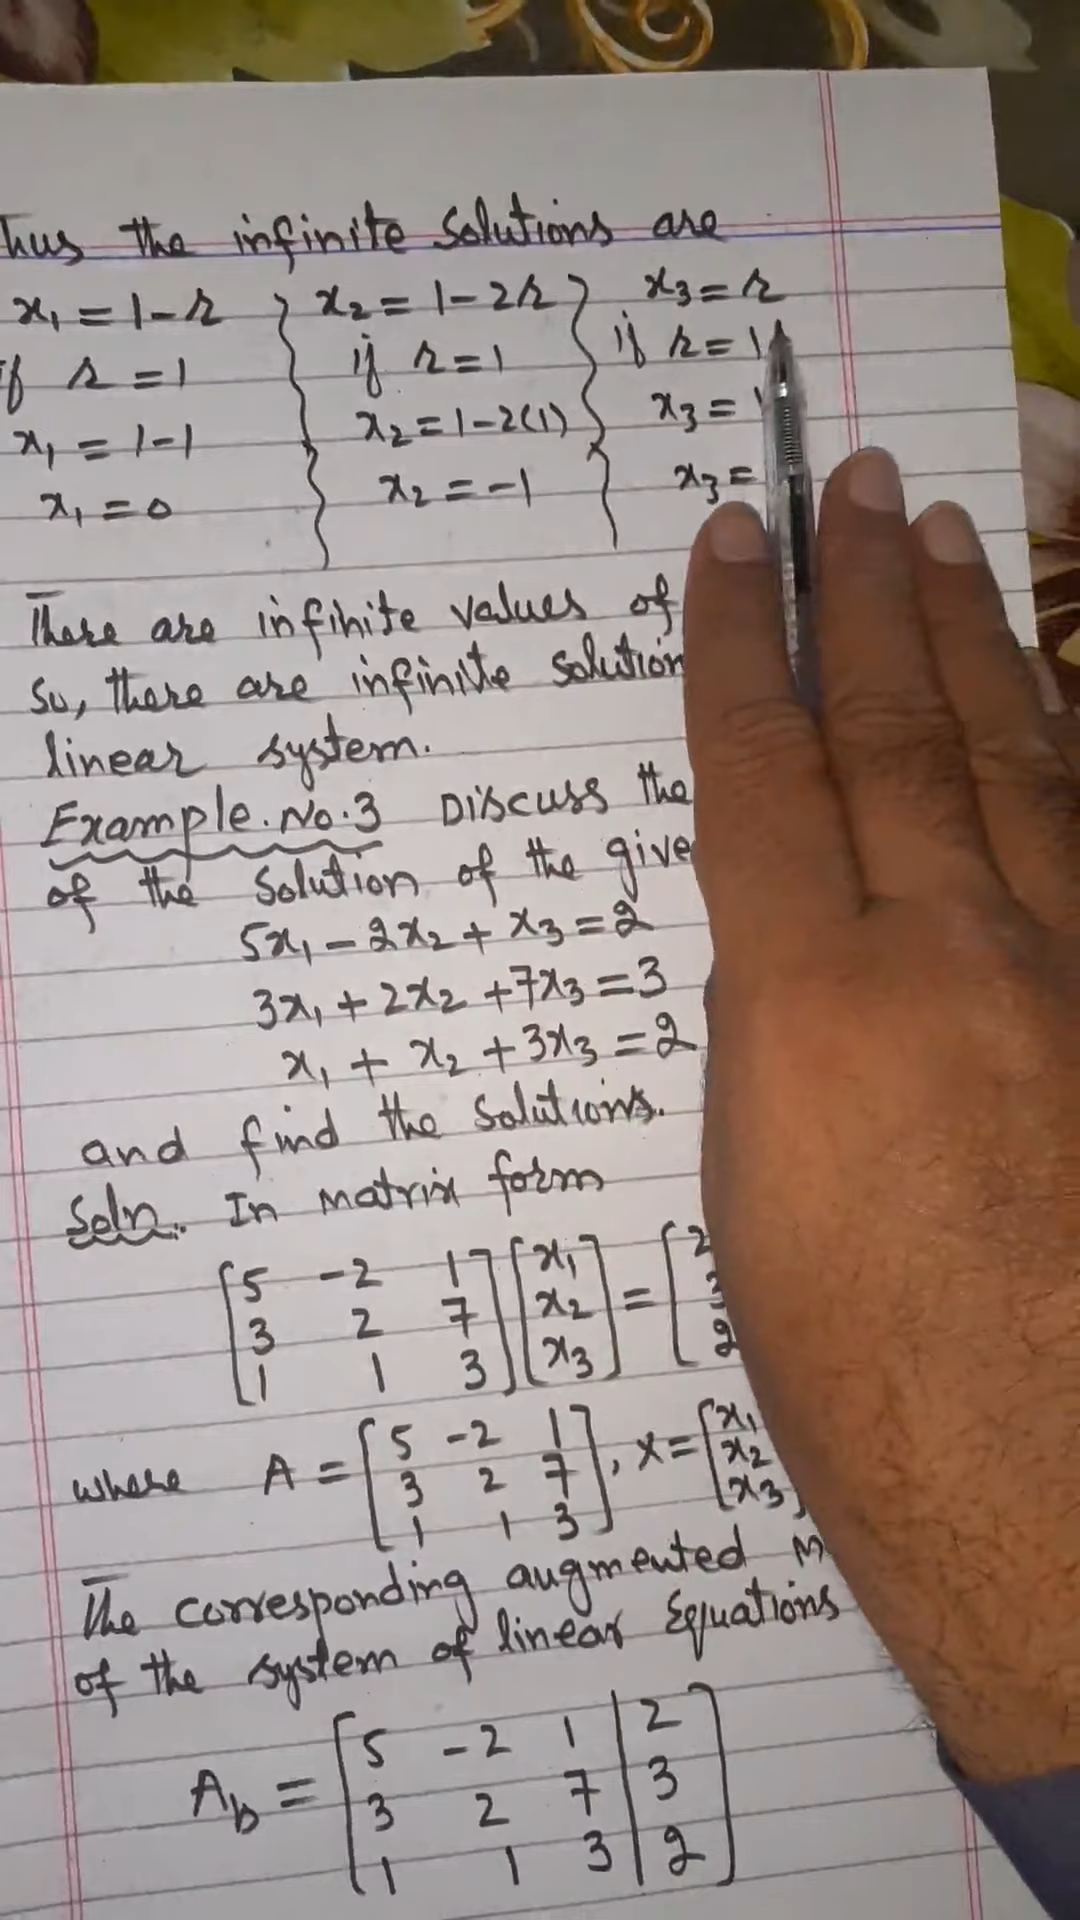 Thus the infinite solutions are
x₁ = 1-r x₂ = 1-2r x₃ = r
if r = 1 if r = 1 if r = 1
x₁ = 1-1 x₂ = 1-2(1) x₃ =
x₁ = 0 x₂ = -1 x₃ =
There are infinite values of
So, there are infinite solution
linear system.
Example.No.3 Discuss the
of the solution of the give
5x₁ - 2x₂ + x₃ = 2
3x₁ + 2x₂ + 7x₃ = 3
x₁ + x₂ + 3x₃ = 2
and find the solutions.
Soln. In matrix form
[5 -2 1] [x₁] = [2
[3 2 7] [x₂] [3
[1 1 3] [x₃] [2
where A = [5 -2 1], x = [x₁
[3 2 7] [x₂
[1 1 3] [x₃
The corresponding augmented m
of the system of linear Equations
A_b = [5 -2 1 | 2]
[3 2 7 | 3]
[1 1 3 | 2]